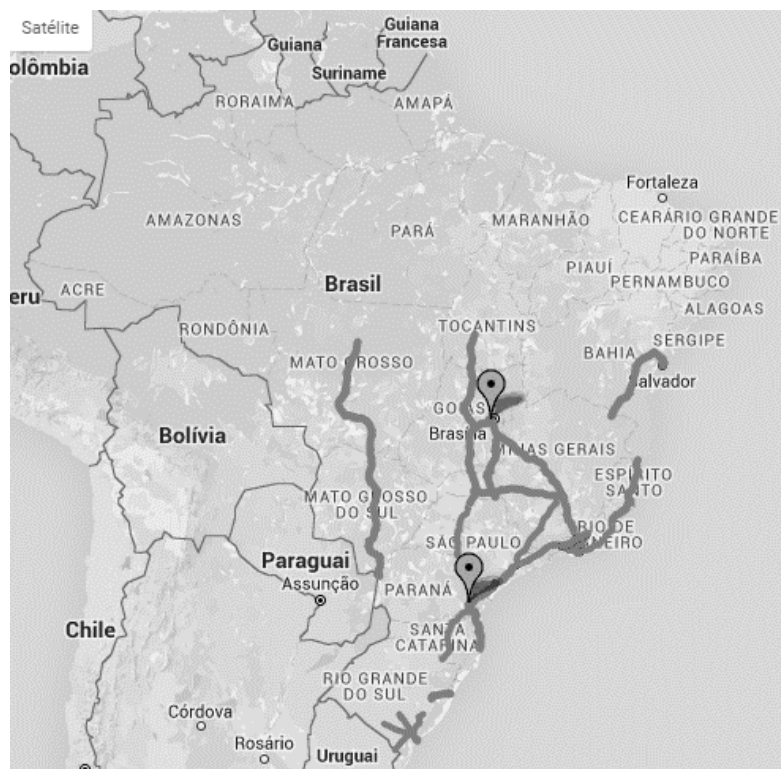 Satélite
Guiana
Guiana
Francesa
olômbia
Suriname
RORAIMA
AMAPÁ
Fortaleza
AMAZONAS
PARÁ
MARANHÃO
CEARÁ
RIO GRANDE
DO NORTE
PARAÍBA
PIAUÍ
PERNAMBUCO
Brasil
eru
ACRE
ALAGOAS
RONDÔNIA
TOCANTINS
SERGIPE
MATO GROSSO
BAHIA
Salvador
GOIÁS
Bolívia
Brasília
MINAS GERAIS
ESPÍRITO
SANTO
MATO GROSSO
DO SUL
RIO DE
JANEIRO
SÃO PAULO
Paraguai
Assunção
PARANÁ
Chile
SANTA
CATARINA
RIO GRANDE
DO SUL
Córdova
Rosário
Uruguai